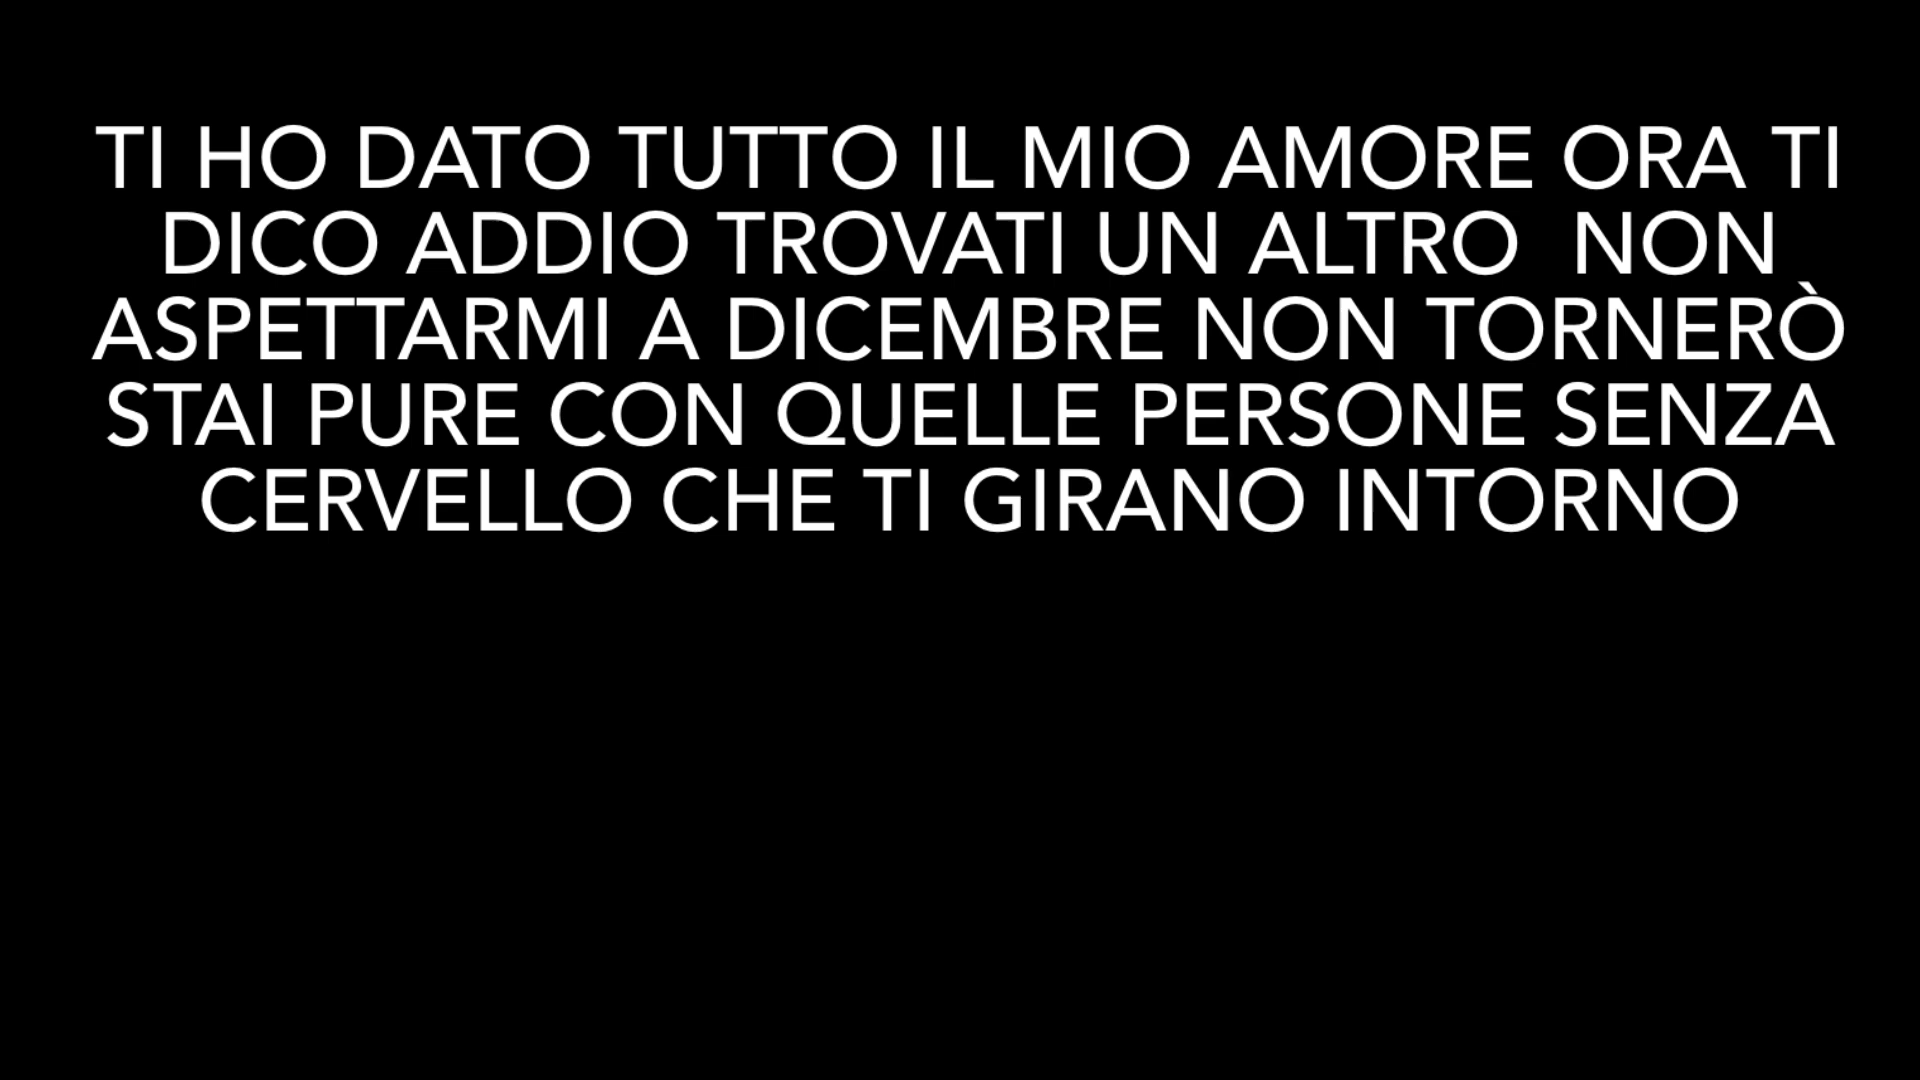 TI HO DATO TUTTO IL MIO AMORE ORA TI
DICO ADDIO TROVATI UN ALTRO  NON
ASPETTARMI A DICEMBRE NON TORNERÒ
STAI PURE CON QUELLE PERSONE SENZA
CERVELLO CHE TI GIRANO INTORNO